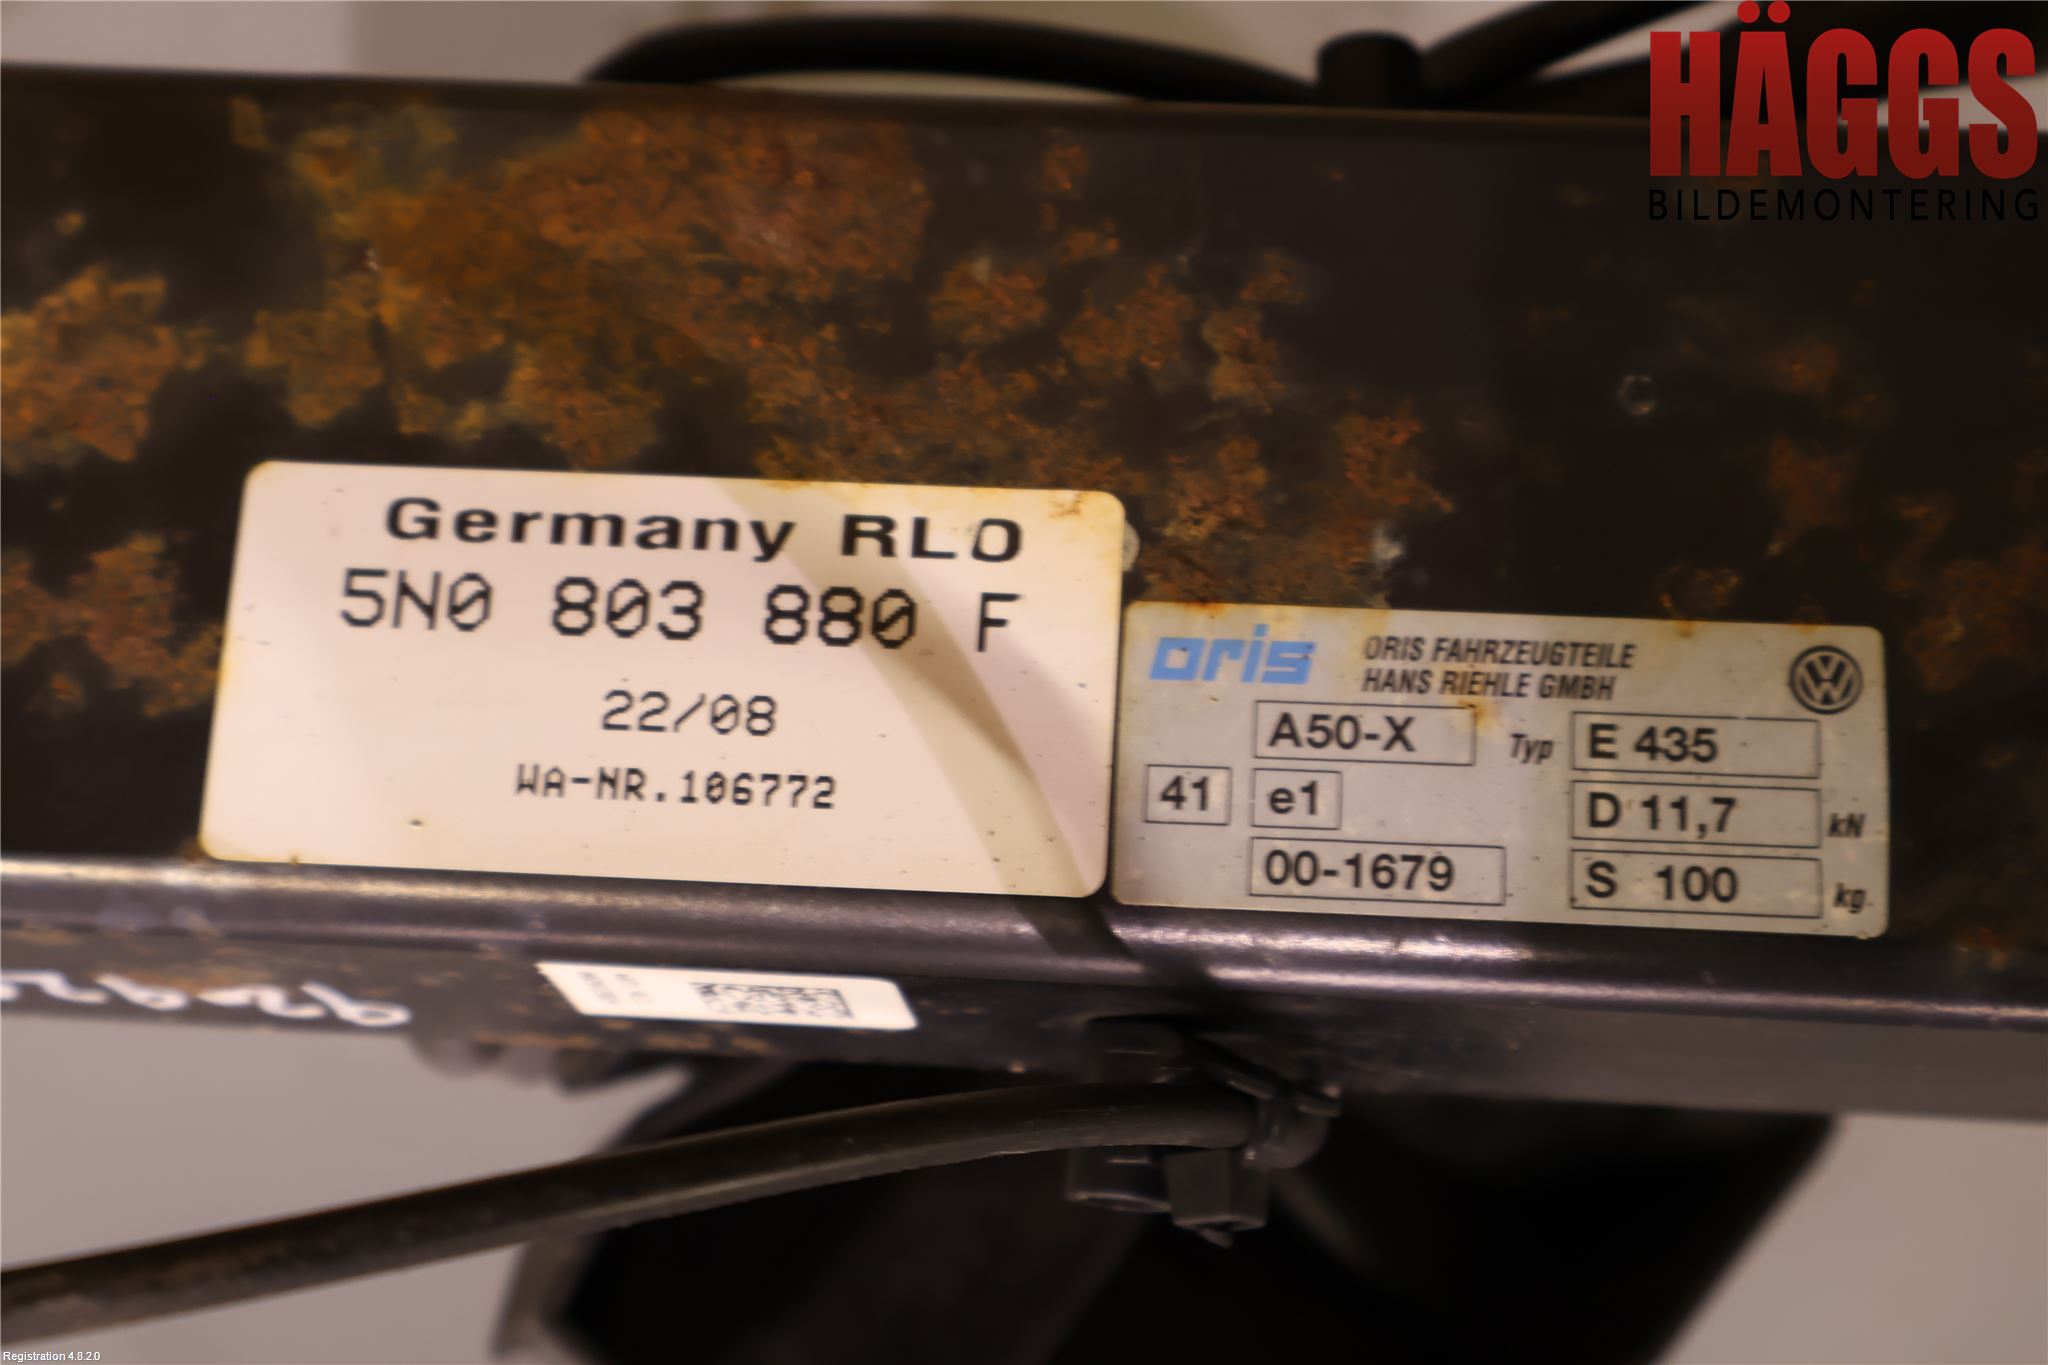 HÄGGS
BILDEMONTERING
Germany RLO
5N0 803 880 F
22/08
WA-NR.106772
oris
ORIS FAHRZEUGTEILE
HANS RIEHLE GMBH
A50-X Typ E 435
41 e1 D 11,7 kN
00-1679 S 100 kg
Registration 4.8.2.0